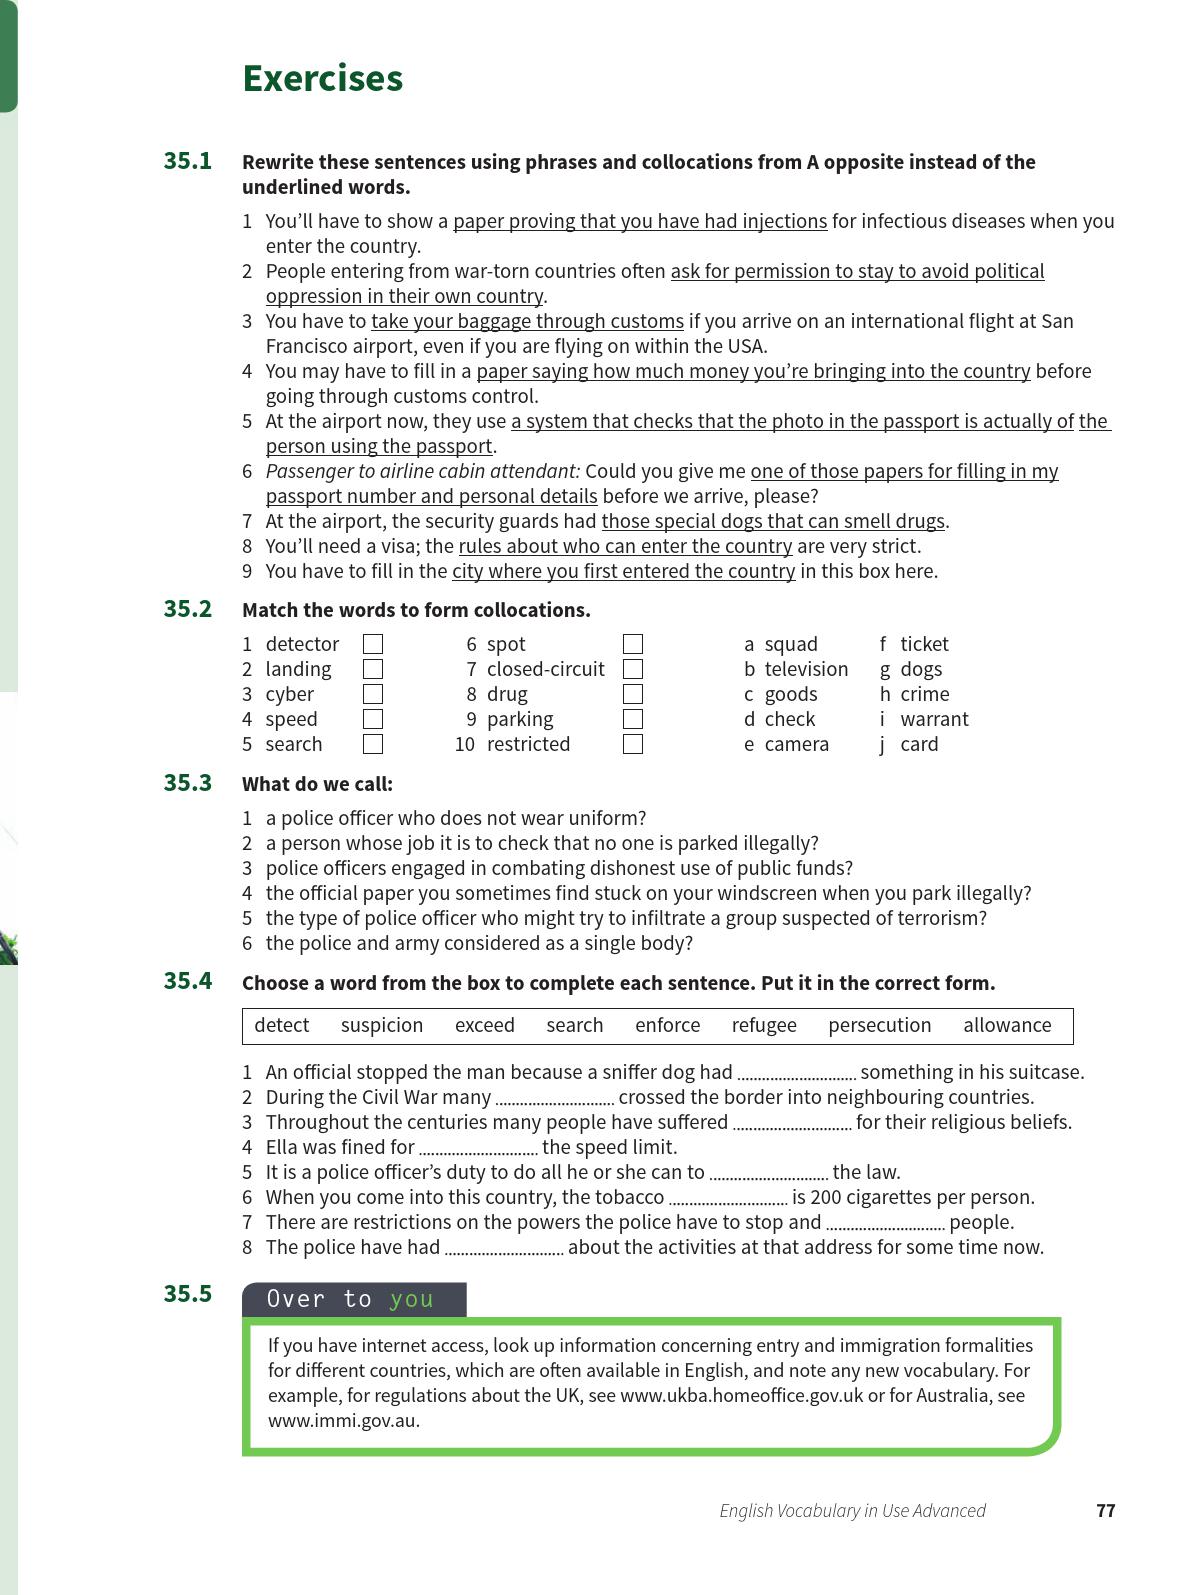 Exercises
35.1 Rewrite these sentences using phrases and collocations from A opposite instead of the
underlined words.
1 You’ll have to show a paper proving that you have had injections for infectious diseases when you
enter the country.
2 People entering from war-torn countries often ask for permission to stay to avoid political
oppression in their own country.
3 You have to take your baggage through customs if you arrive on an international flight at San
Francisco airport, even if you are flying on within the USA.
4 You may have to fill in a paper saying how much money you’re bringing into the country before
going through customs control.
5 At the airport now, they use a system that checks that the photo in the passport is actually of the
person using the passport.
6 Passenger to airline cabin attendant: Could you give me one of those papers for filling in my
passport number and personal details before we arrive, please?
7 At the airport, the security guards had those special dogs that can smell drugs.
8 You’ll need a visa; the rules about who can enter the country are very strict.
9 You have to fill in the city where you first entered the country in this box here.
35.2 Match the words to form collocations.
1 detector 6 spot a squad f ticket
2 landing 7 closed-circuit b television g dogs
3 cyber 8 drug c goods h crime
4 speed 9 parking d check i warrant
5 search 10 restricted e camera j card
35.3 What do we call:
1 a police officer who does not wear uniform?
2 a person whose job it is to check that no one is parked illegally?
3 police officers engaged in combating dishonest use of public funds?
4 the official paper you sometimes find stuck on your windscreen when you park illegally?
5 the type of police officer who might try to infiltrate a group suspected of terrorism?
6 the police and army considered as a single body?
35.4 Choose a word from the box to complete each sentence. Put it in the correct form.
detect suspicion exceed search enforce refugee persecution allowance
1 An official stopped the man because a sniffer dog had ............................. something in his suitcase.
2 During the Civil War many ............................. crossed the border into neighbouring countries.
3 Throughout the centuries many people have suffered ............................. for their religious beliefs.
4 Ella was fined for ............................. the speed limit.
5 It is a police officer’s duty to do all he or she can to ............................. the law.
6 When you come into this country, the tobacco ............................. is 200 cigarettes per person.
7 There are restrictions on the powers the police have to stop and ............................. people.
8 The police have had ............................. about the activities at that address for some time now.
35.5 Over to you
If you have internet access, look up information concerning entry and immigration formalities
for different countries, which are often available in English, and note any new vocabulary. For
example, for regulations about the UK, see www.ukba.homeoffice.gov.uk or for Australia, see
www.immi.gov.au.
English Vocabulary in Use Advanced 77